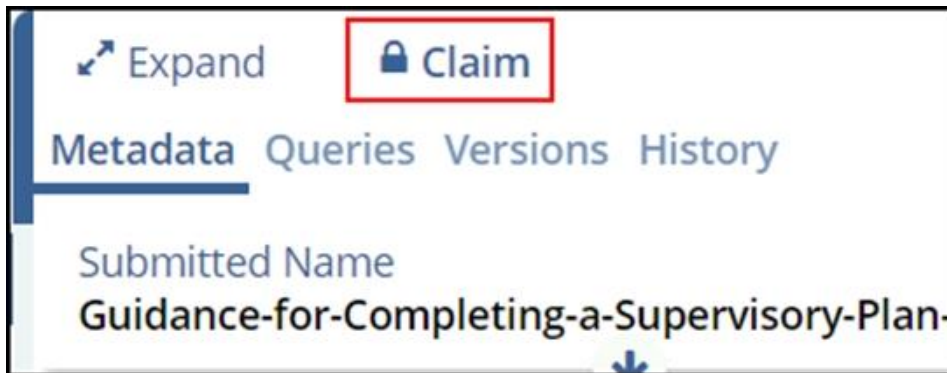 Expand Claim
Metadata Queries Versions History
Submitted Name
Guidance-for-Completing-a-Supervisory-Plan-